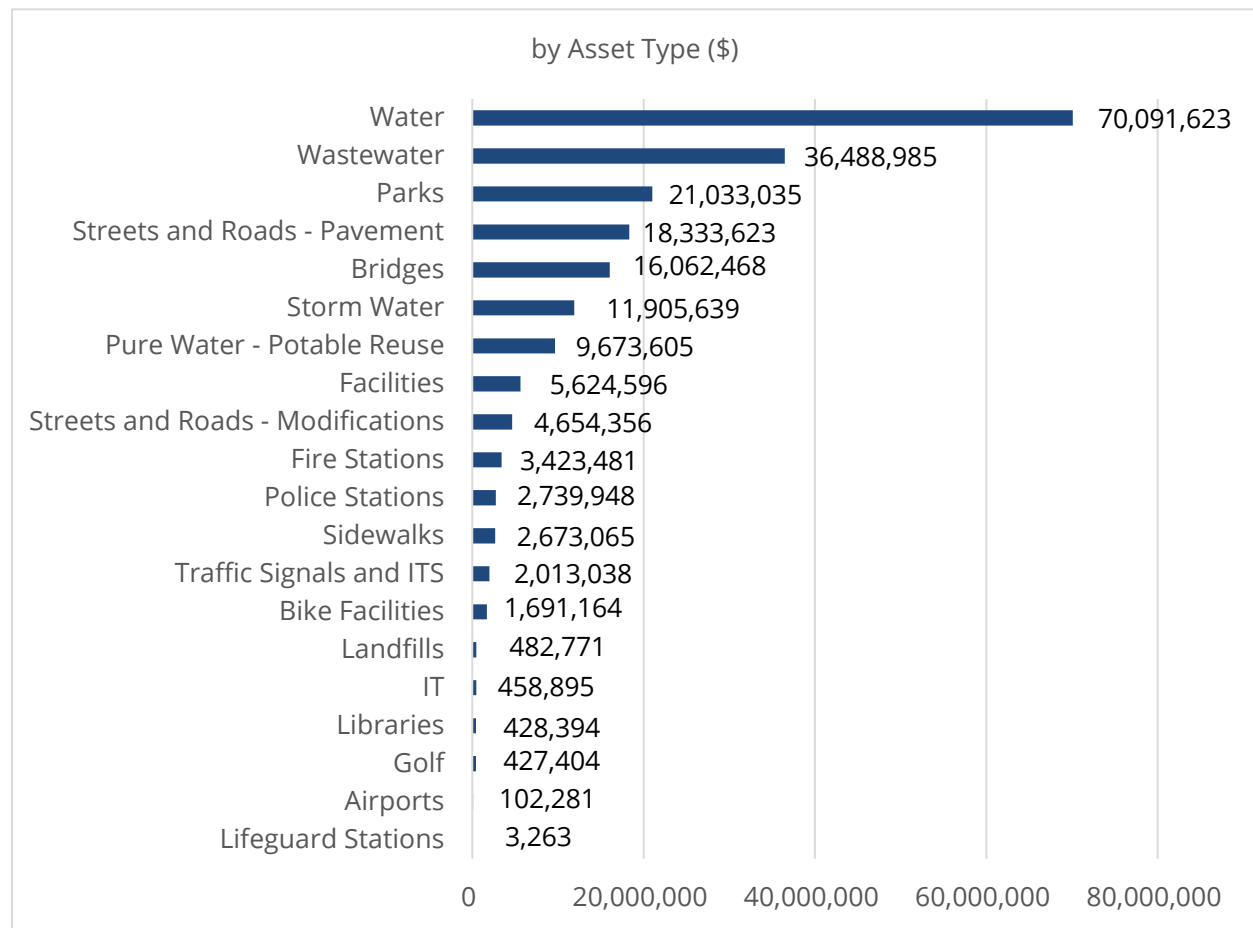 by Asset Type ($)
Water 70,091,623
Wastewater 36,488,985
Parks 21,033,035
Streets and Roads - Pavement 18,333,623
Bridges 16,062,468
Storm Water 11,905,639
Pure Water - Potable Reuse 9,673,605
Facilities 5,624,596
Streets and Roads - Modifications 4,654,356
Fire Stations 3,423,481
Police Stations 2,739,948
Sidewalks 2,673,065
Traffic Signals and ITS 2,013,038
Bike Facilities 1,691,164
Landfills 482,771
IT 458,895
Libraries 428,394
Golf 427,404
Airports 102,281
Lifeguard Stations 3,263
0 20,000,000 40,000,000 60,000,000 80,000,000